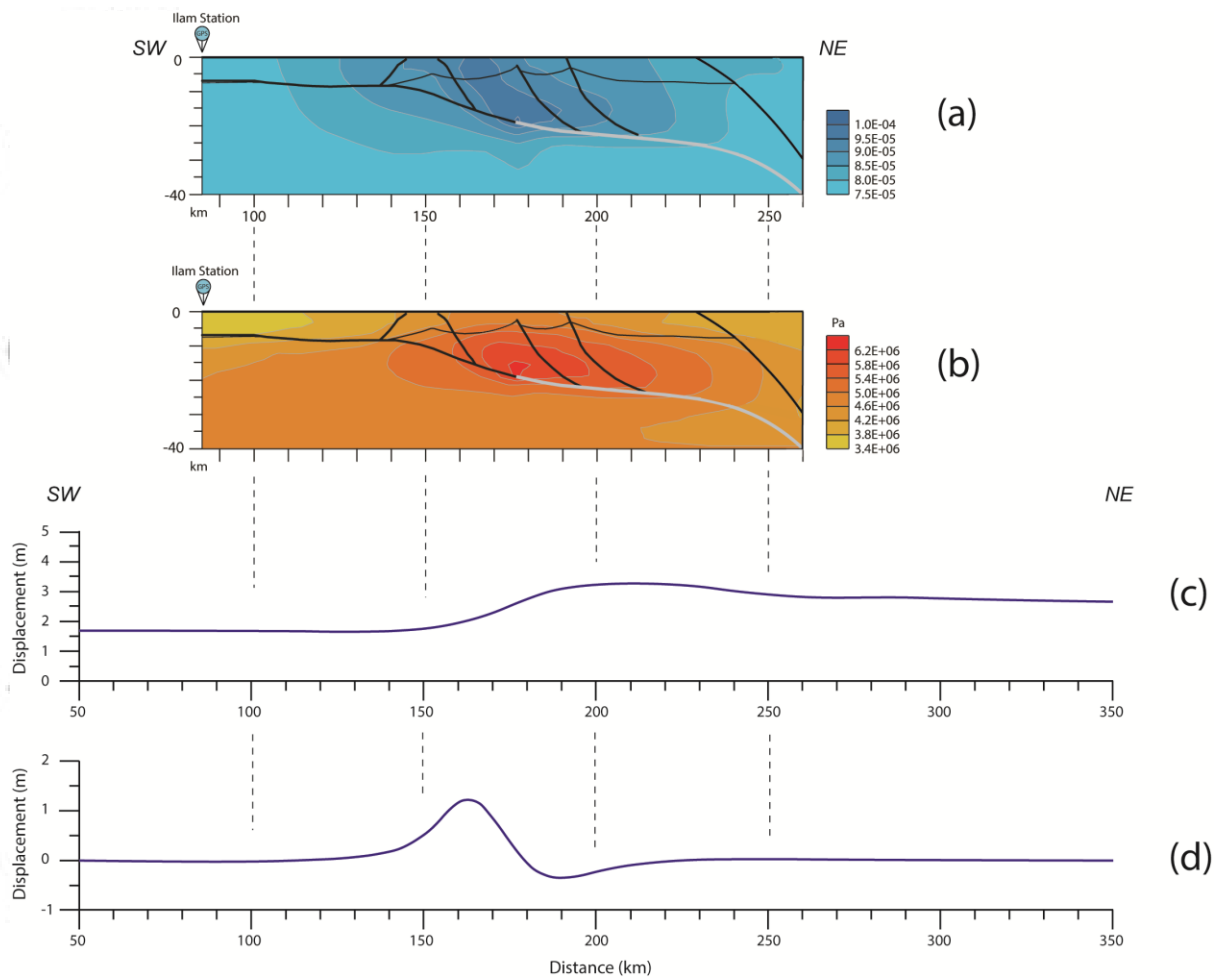 Ilam Station
GPS
SW
NE
0
-40
km
100
150
200
250
1.0E-04
9.5E-05
9.0E-05
8.5E-05
8.0E-05
7.5E-05
(a)
Ilam Station
GPS
0
-40
km
Pa
6.2E+06
5.8E+06
5.4E+06
5.0E+06
4.6E+06
4.2E+06
3.8E+06
3.4E+06
(b)
SW
NE
Displacement (m)
5
4
3
2
1
0
50
100
150
200
250
300
350
(c)
Displacement (m)
2
1
0
-1
50
100
150
200
250
300
350
Distance (km)
(d)